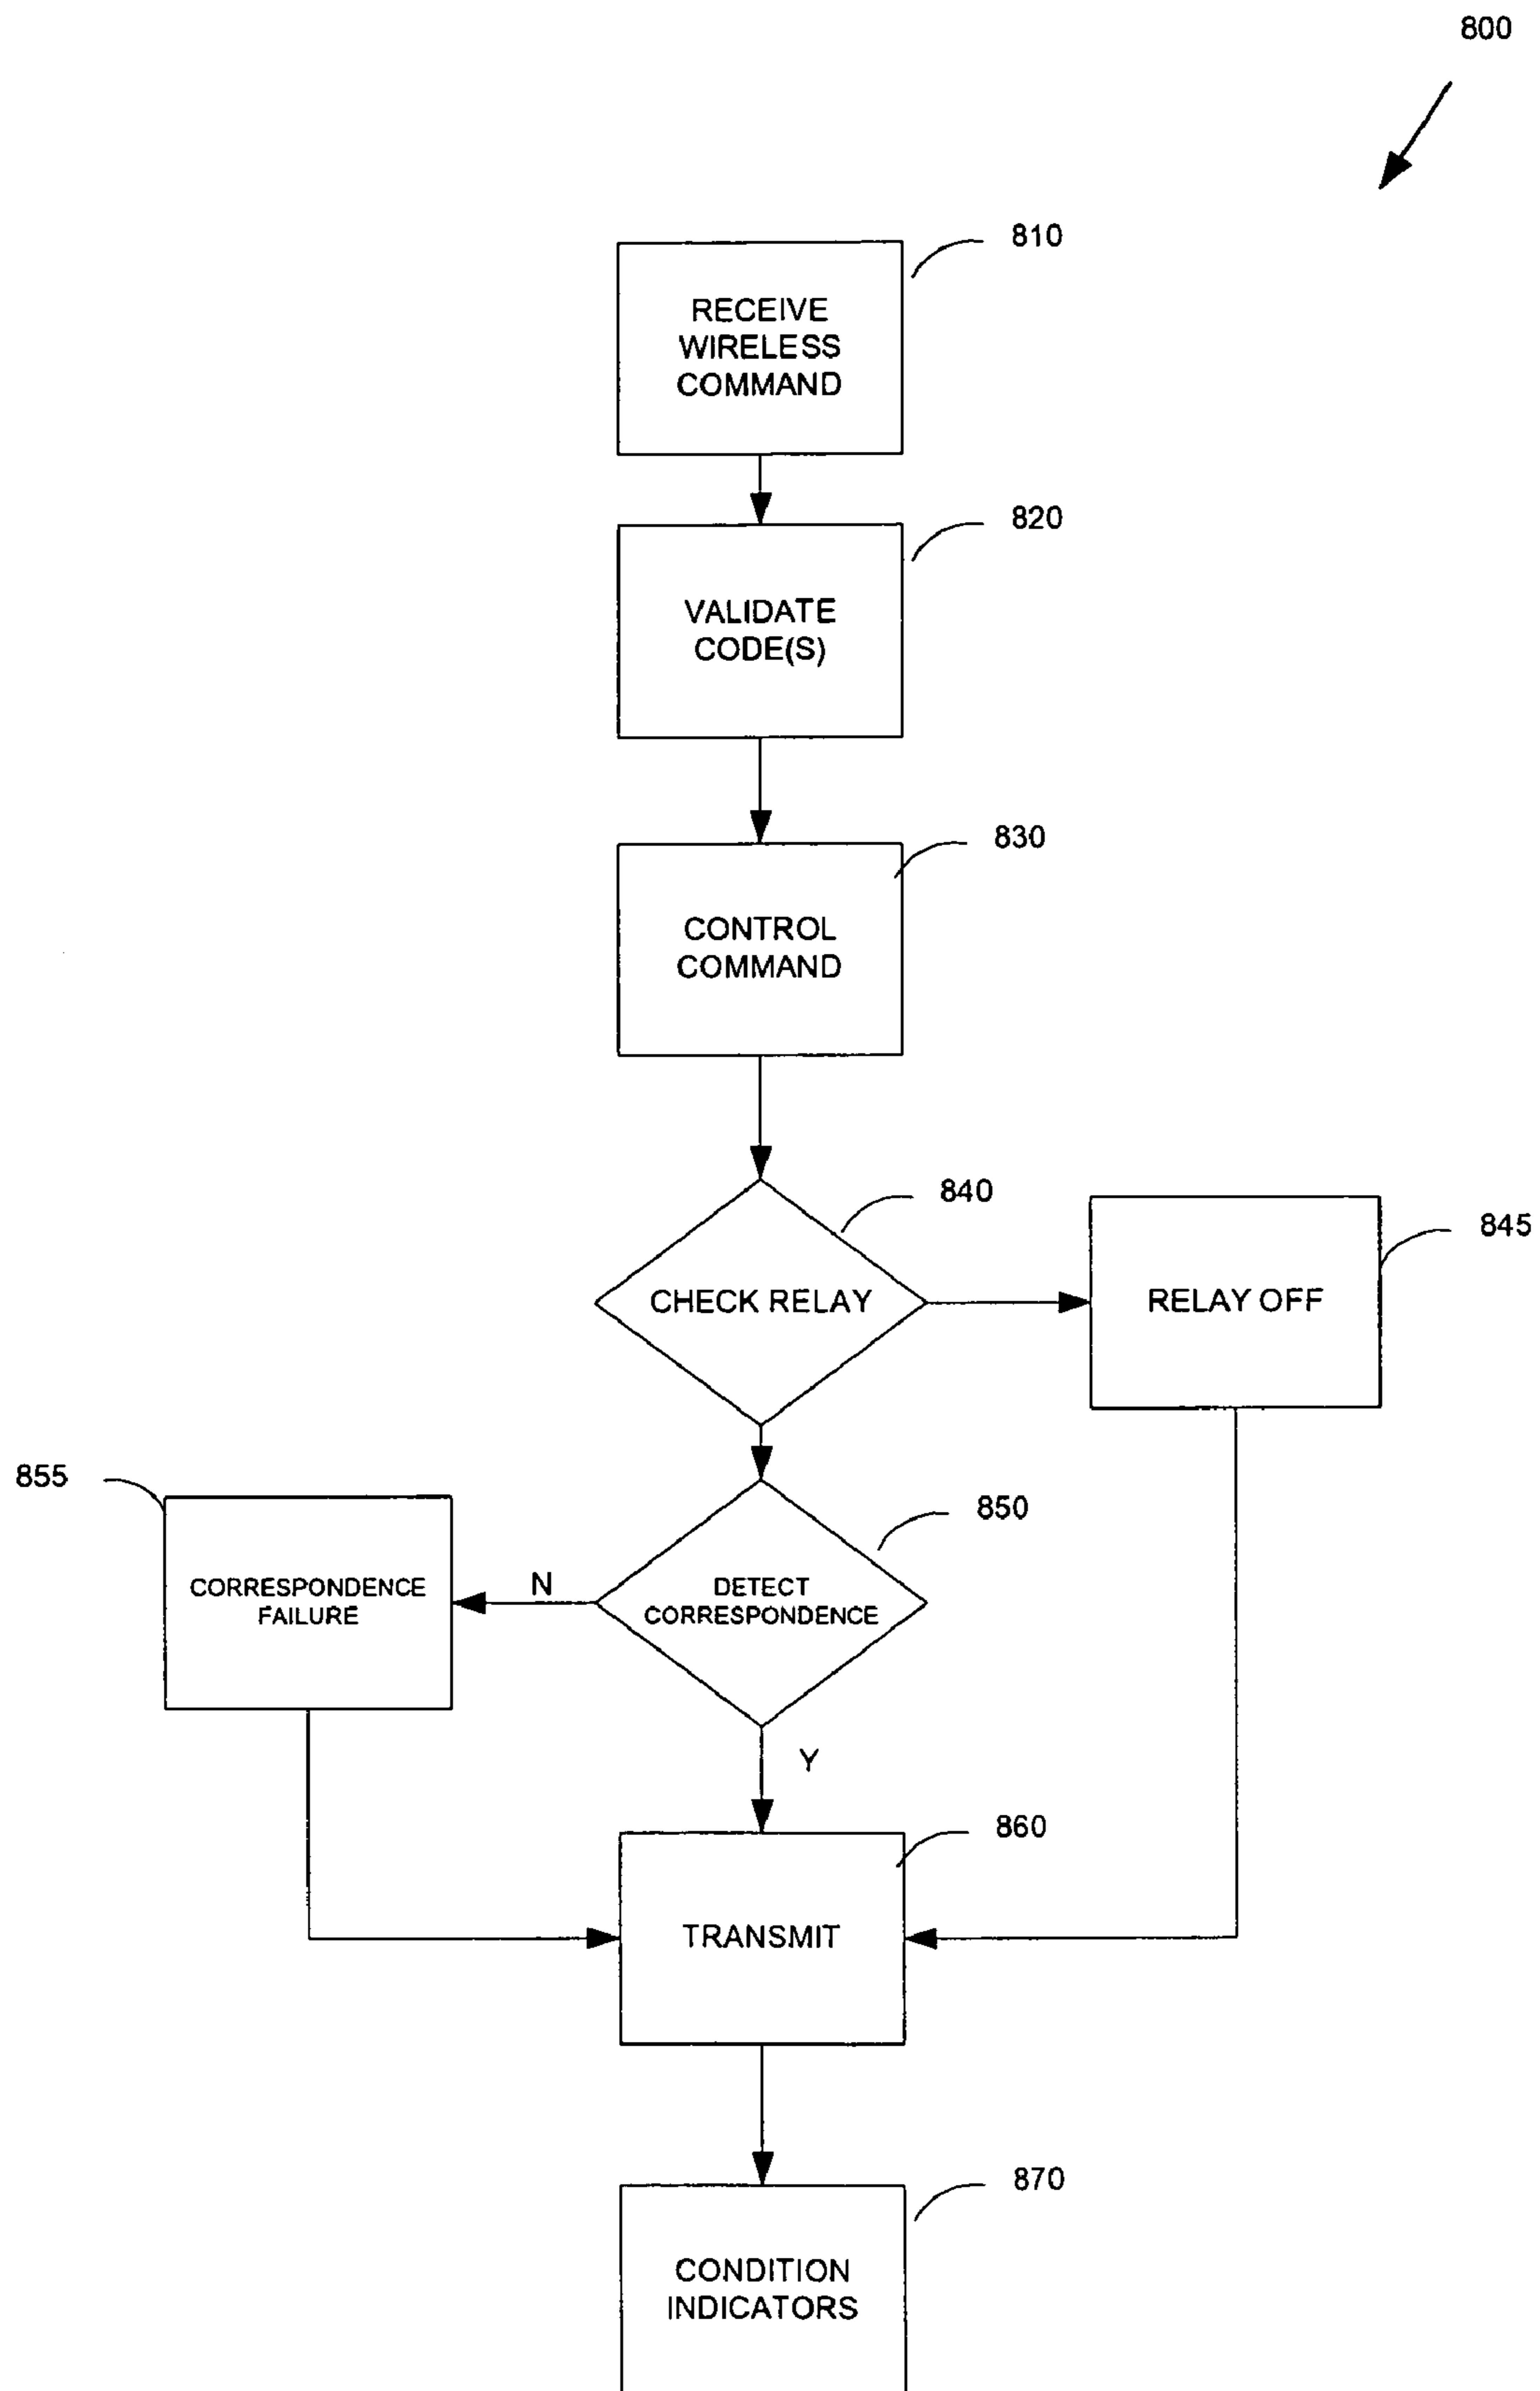 800
810
RECEIVE
WIRELESS
COMMAND
820
VALIDATE
CODE(S)
830
CONTROL
COMMAND
840
CHECK RELAY
845
RELAY OFF
855
CORRESPONDENCE
FAILURE
N
850
DETECT
CORRESPONDENCE
Y
860
TRANSMIT
870
CONDITION
INDICATORS